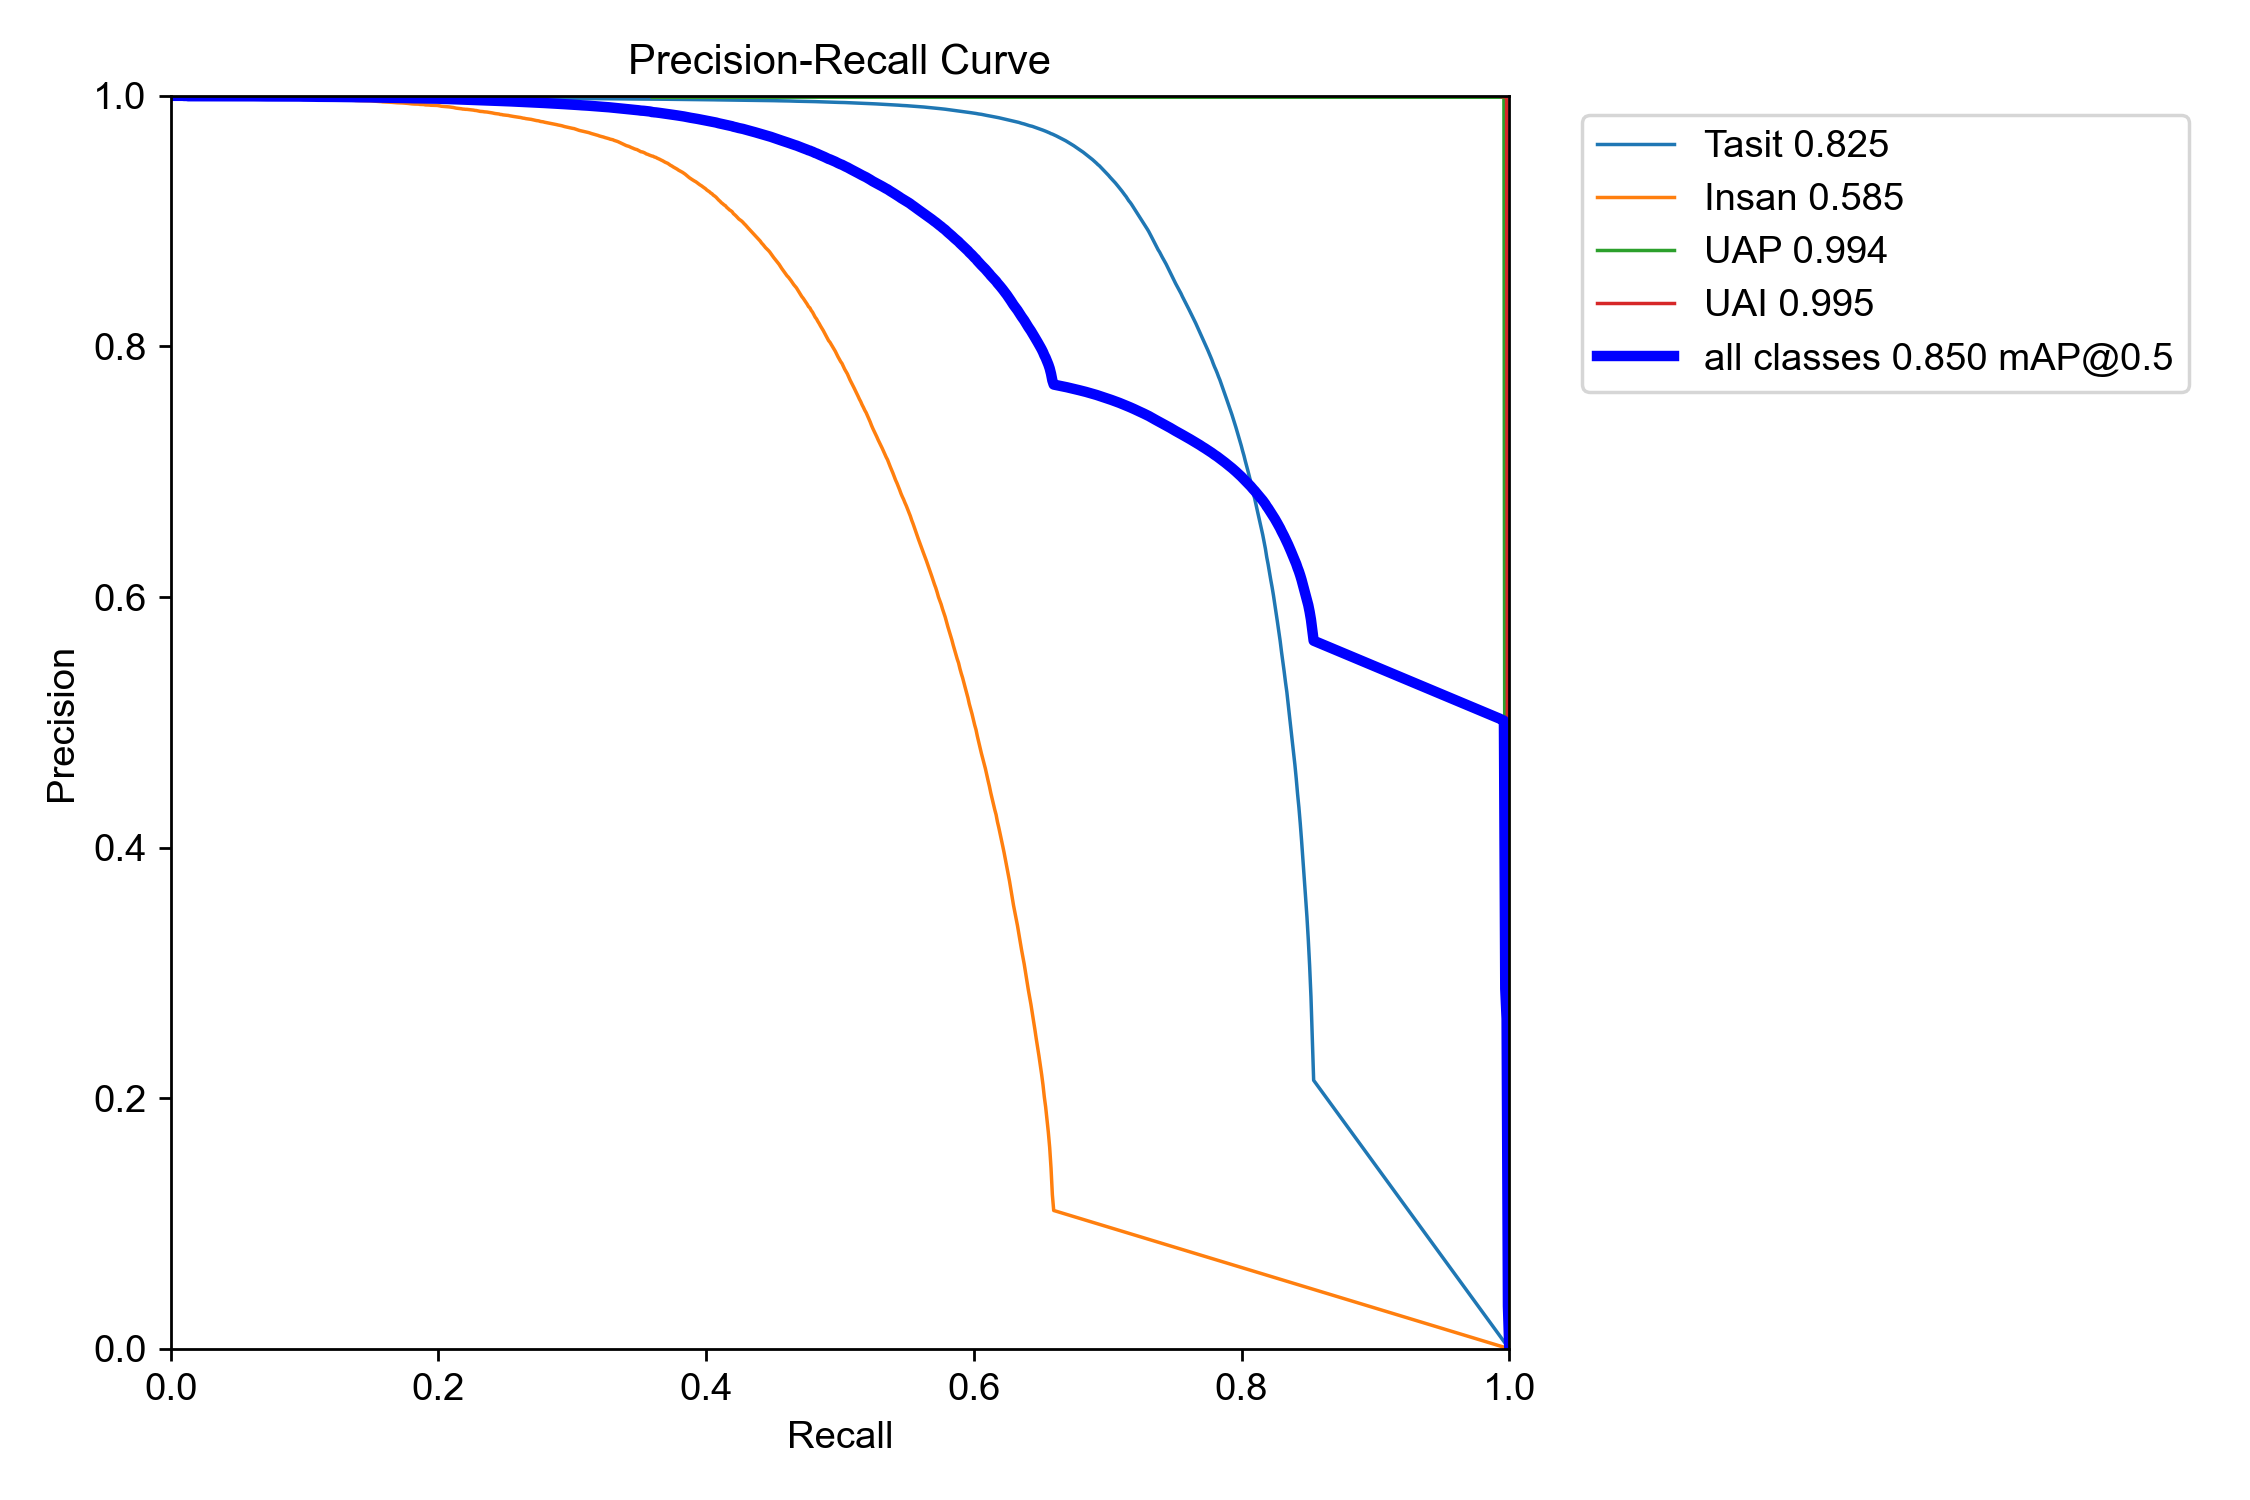 Precision-Recall Curve
1.0
0.8
0.6
0.4
0.2
0.0
Precision
0.0 0.2 0.4 0.6 0.8 1.0
Recall
Tasit 0.825
Insan 0.585
UAP 0.994
UAI 0.995
all classes 0.850 mAP@0.5